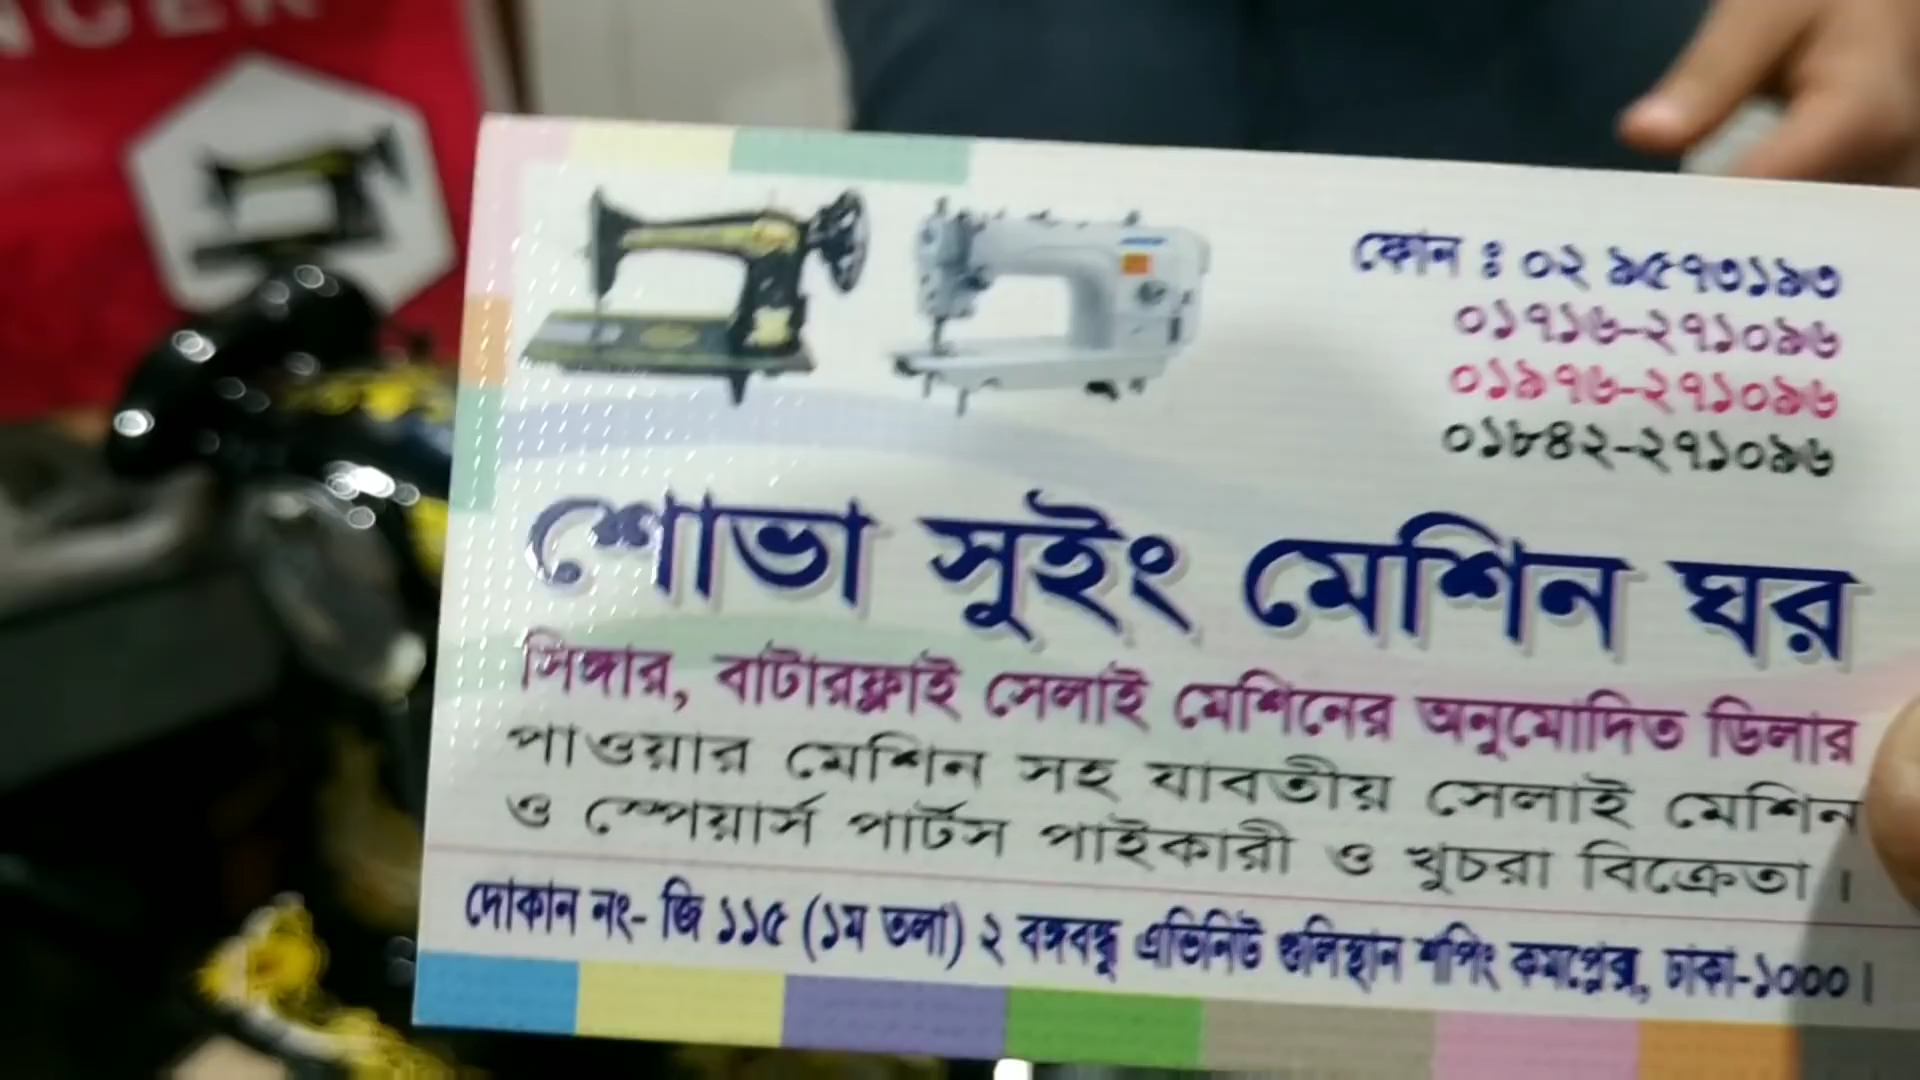 ফোন : ০২ ৯৫৭৩১৯৩
০১৭১৬-২৭১০৯৬
০১৯৭৬-২৭১০৯৬
০১৮৪২-২৭১০৯৬
শোভা সুইং মেশিন ঘর
সিঙ্গার, বাটারফ্লাই সেলাই মেশিনের অনুমোদিত ডিলার
পাওয়ার মেশিন সহ যাবতীয় সেলাই মেশিন
ও স্পেয়ার্স পার্টস পাইকারী ও খুচরা বিক্রেতা।
দোকান নং- জি ১১৫ (১ম তলা) ২ বঙ্গবন্ধু এভিনিউ গুলিস্থান শপিং কমপ্লেক্স, ঢাকা-১০০০।